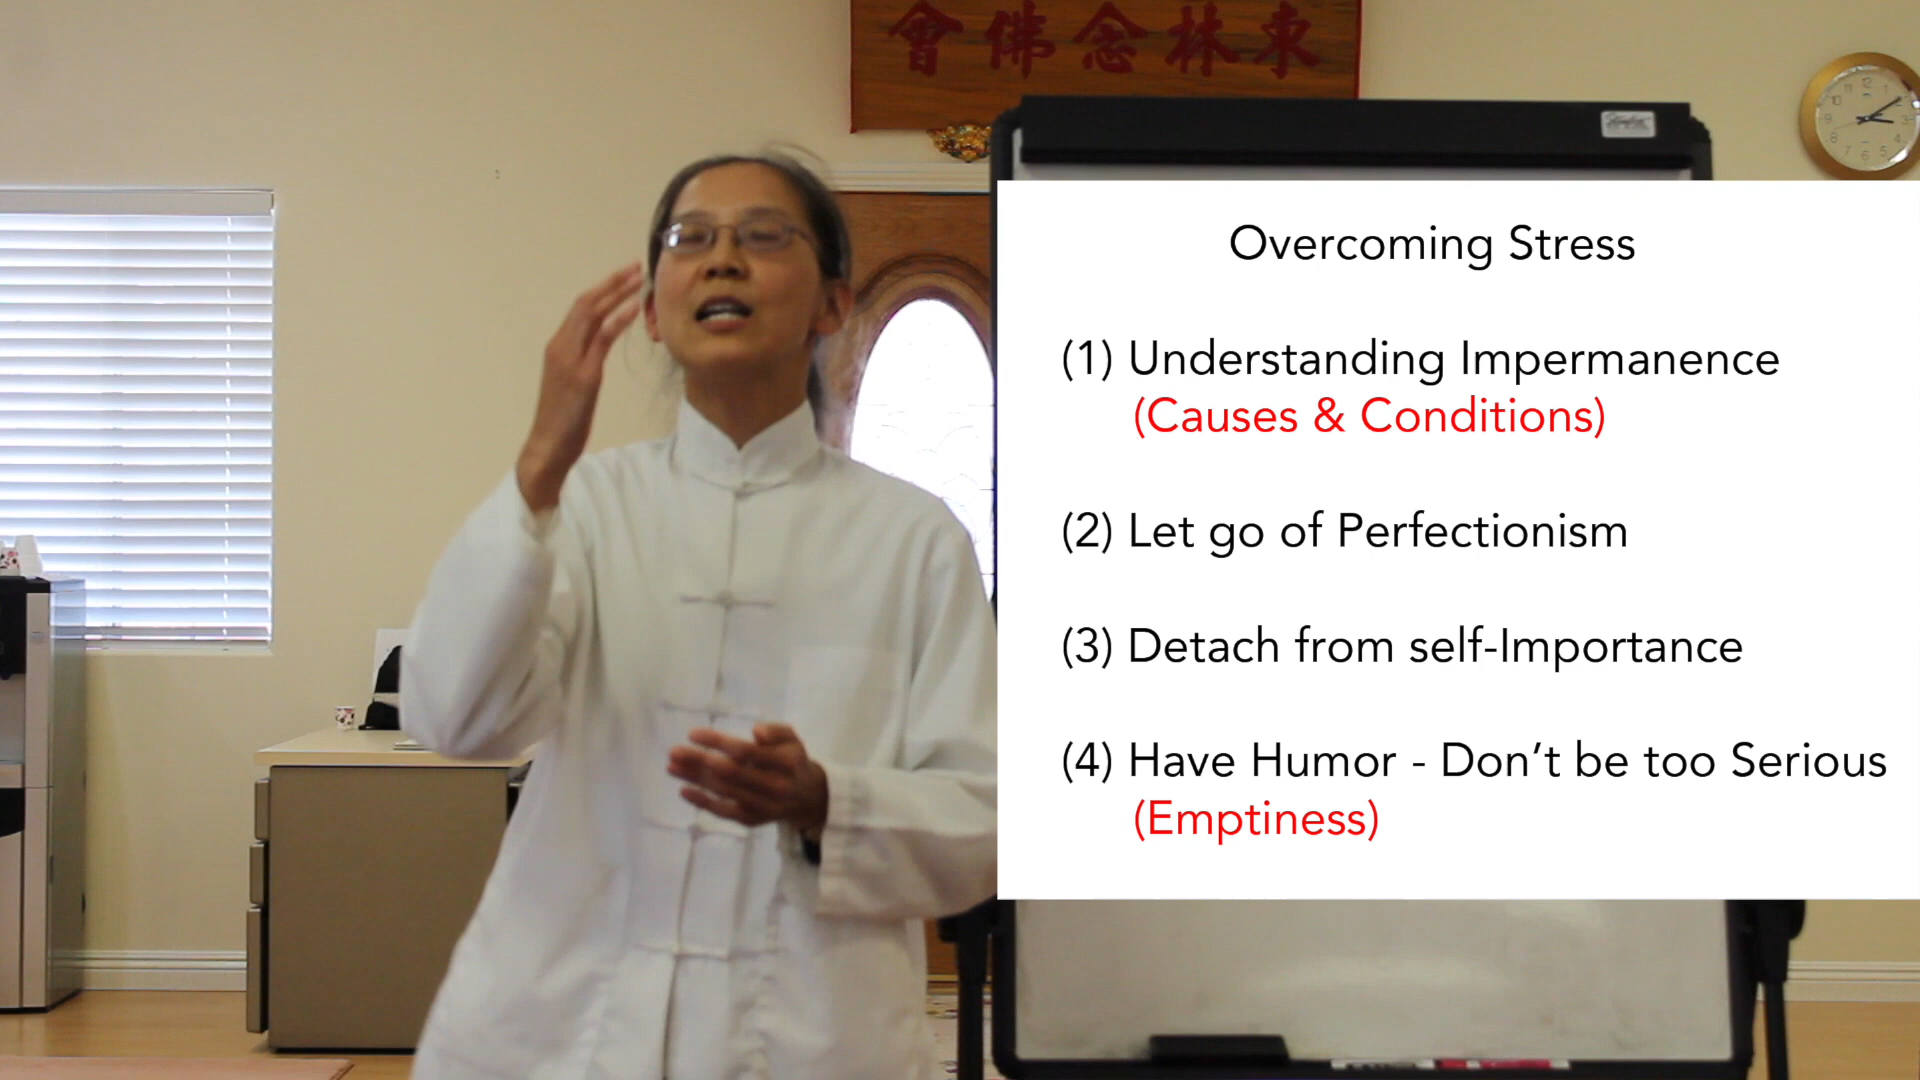 會佛念林東
Overcoming Stress
(1) Understanding Impermanence
(Causes & Conditions)
(2) Let go of Perfectionism
(3) Detach from self-Importance
(4) Have Humor - Don’t be too Serious
(Emptiness)